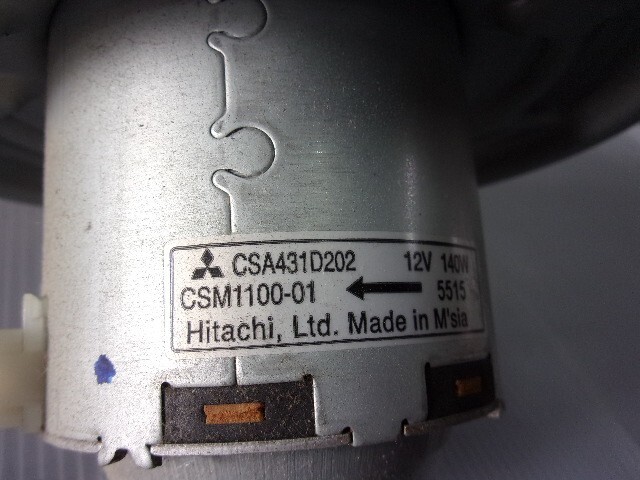 CSA431D202 12V 140W
CSM1100-01 5515
Hitachi, Ltd. Made in M'sia